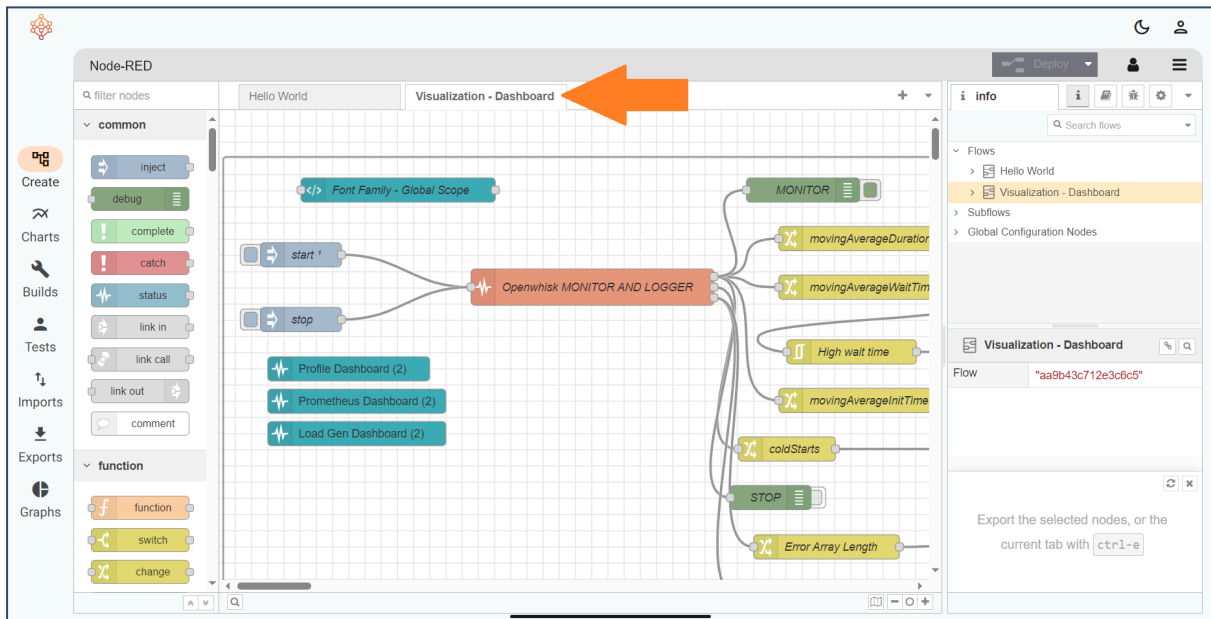 Node-RED
Deploy
filter nodes
Hello World
Visualization - Dashboard
info
i
Search flows
common
inject
debug
complete
catch
status
link in
link call
link out
comment
function
function
switch
change
Create
Charts
Builds
Tests
Imports
Exports
Graphs
Font Family - Global Scope
start ¹
stop
Openwhisk MONITOR AND LOGGER
Profile Dashboard (2)
Prometheus Dashboard (2)
Load Gen Dashboard (2)
MONITOR
movingAverageDuration
movingAverageWaitTim
High wait time
movingAverageInitTime
coldStarts
STOP
Error Array Length
Flows
Hello World
Visualization - Dashboard
Subflows
Global Configuration Nodes
Visualization - Dashboard
Flow "aa9b43c712e3c6c5"
Export the selected nodes, or the
current tab with ctrl-e